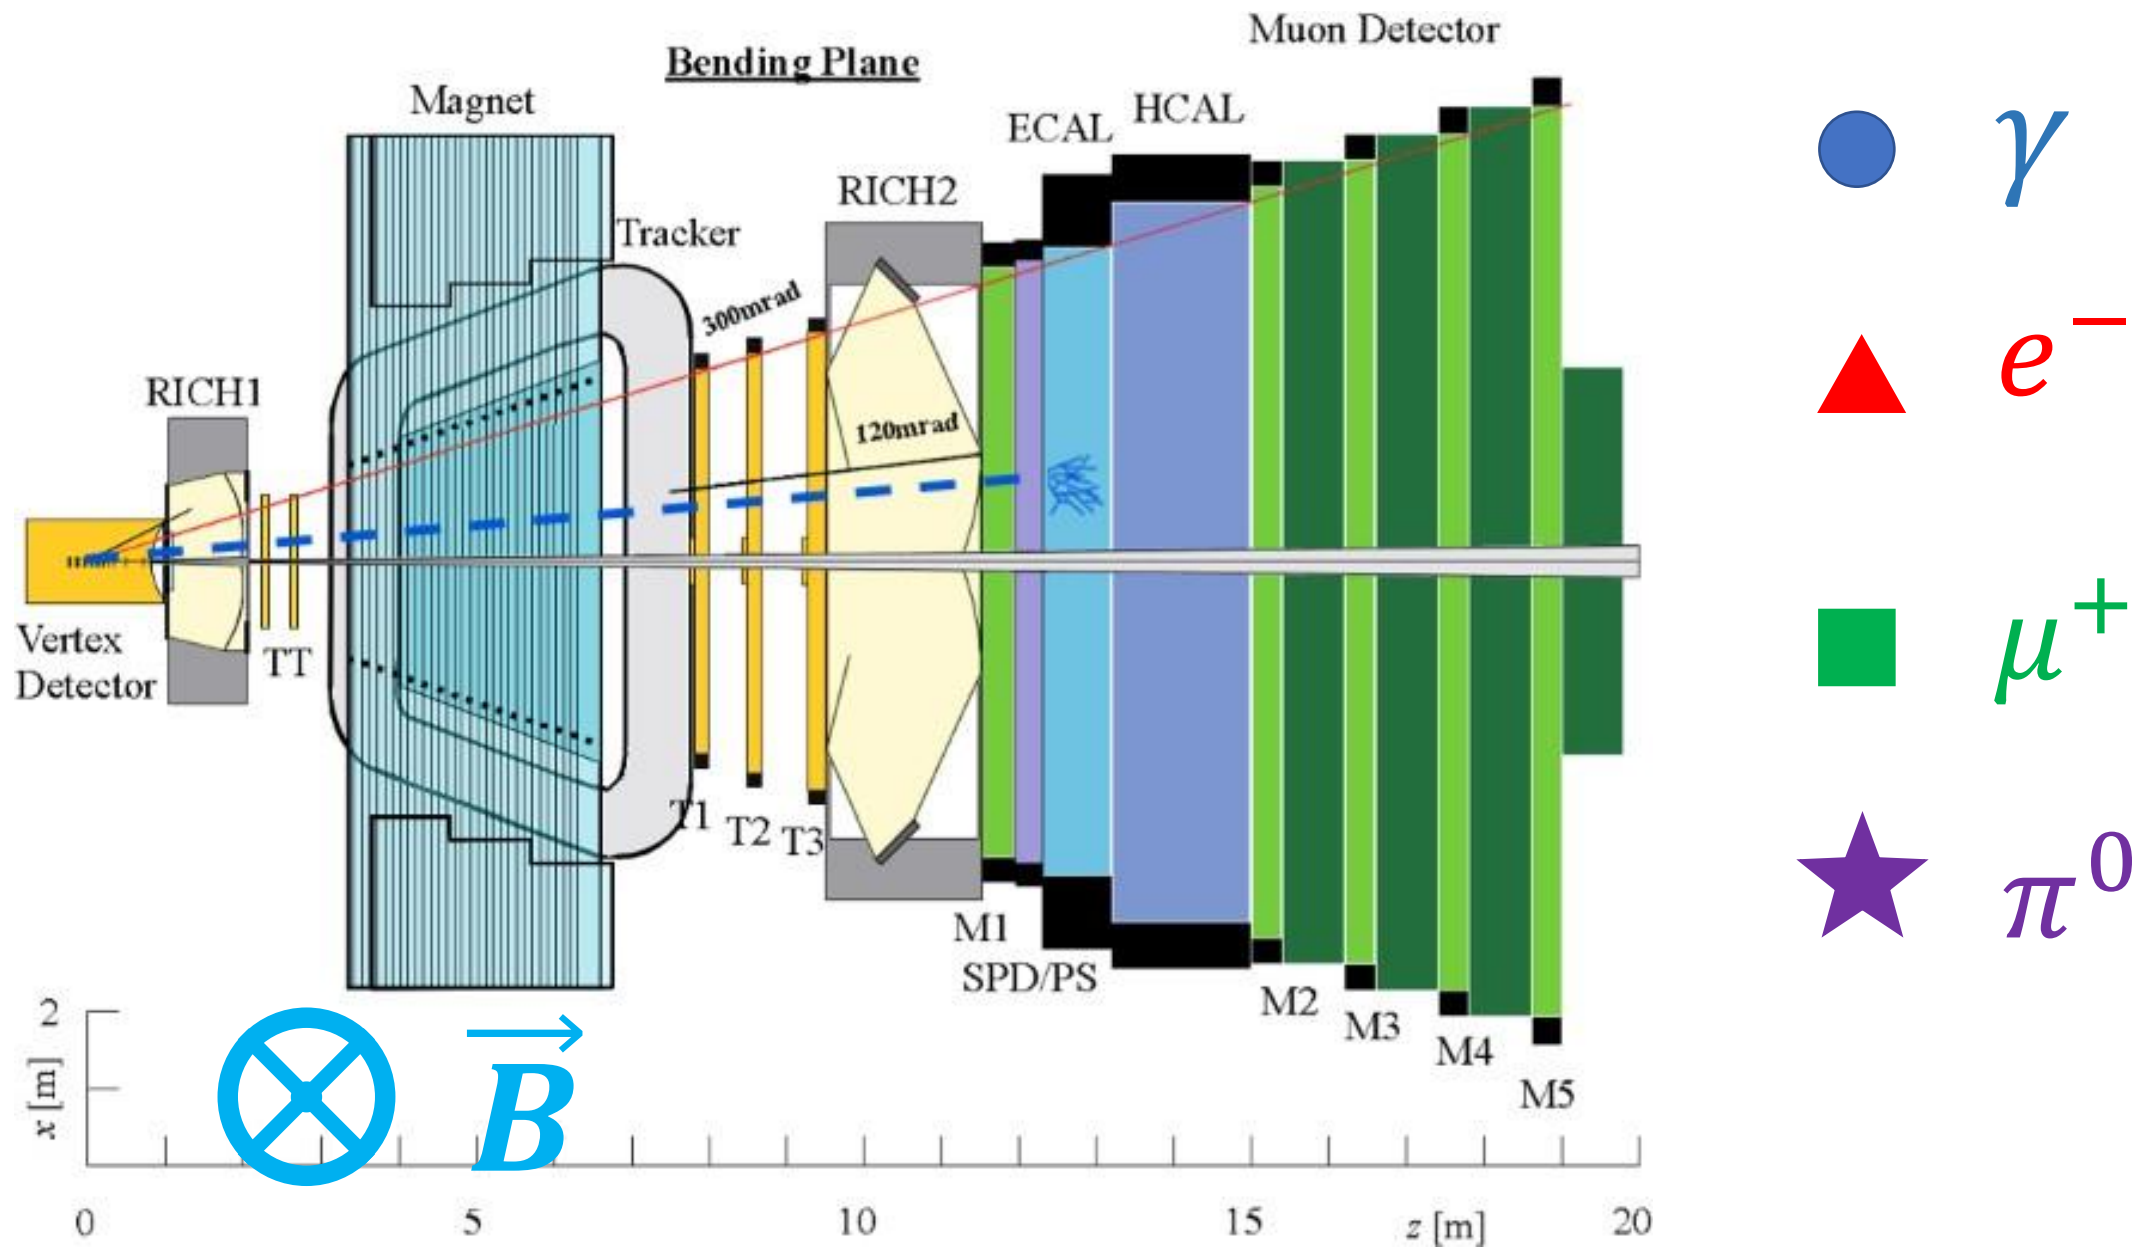 Muon Detector
Bending Plane
Magnet
ECAL
HCAL
RICH2
Tracker
300mrad
RICH1
120mrad
Vertex
Detector
TT
T1
T2
T3
M1
SPD/PS
M2
M3
M4
M5
2
x [m]
B
0
5
10
15
z [m]
20
γ
e⁻
μ⁺
π⁰